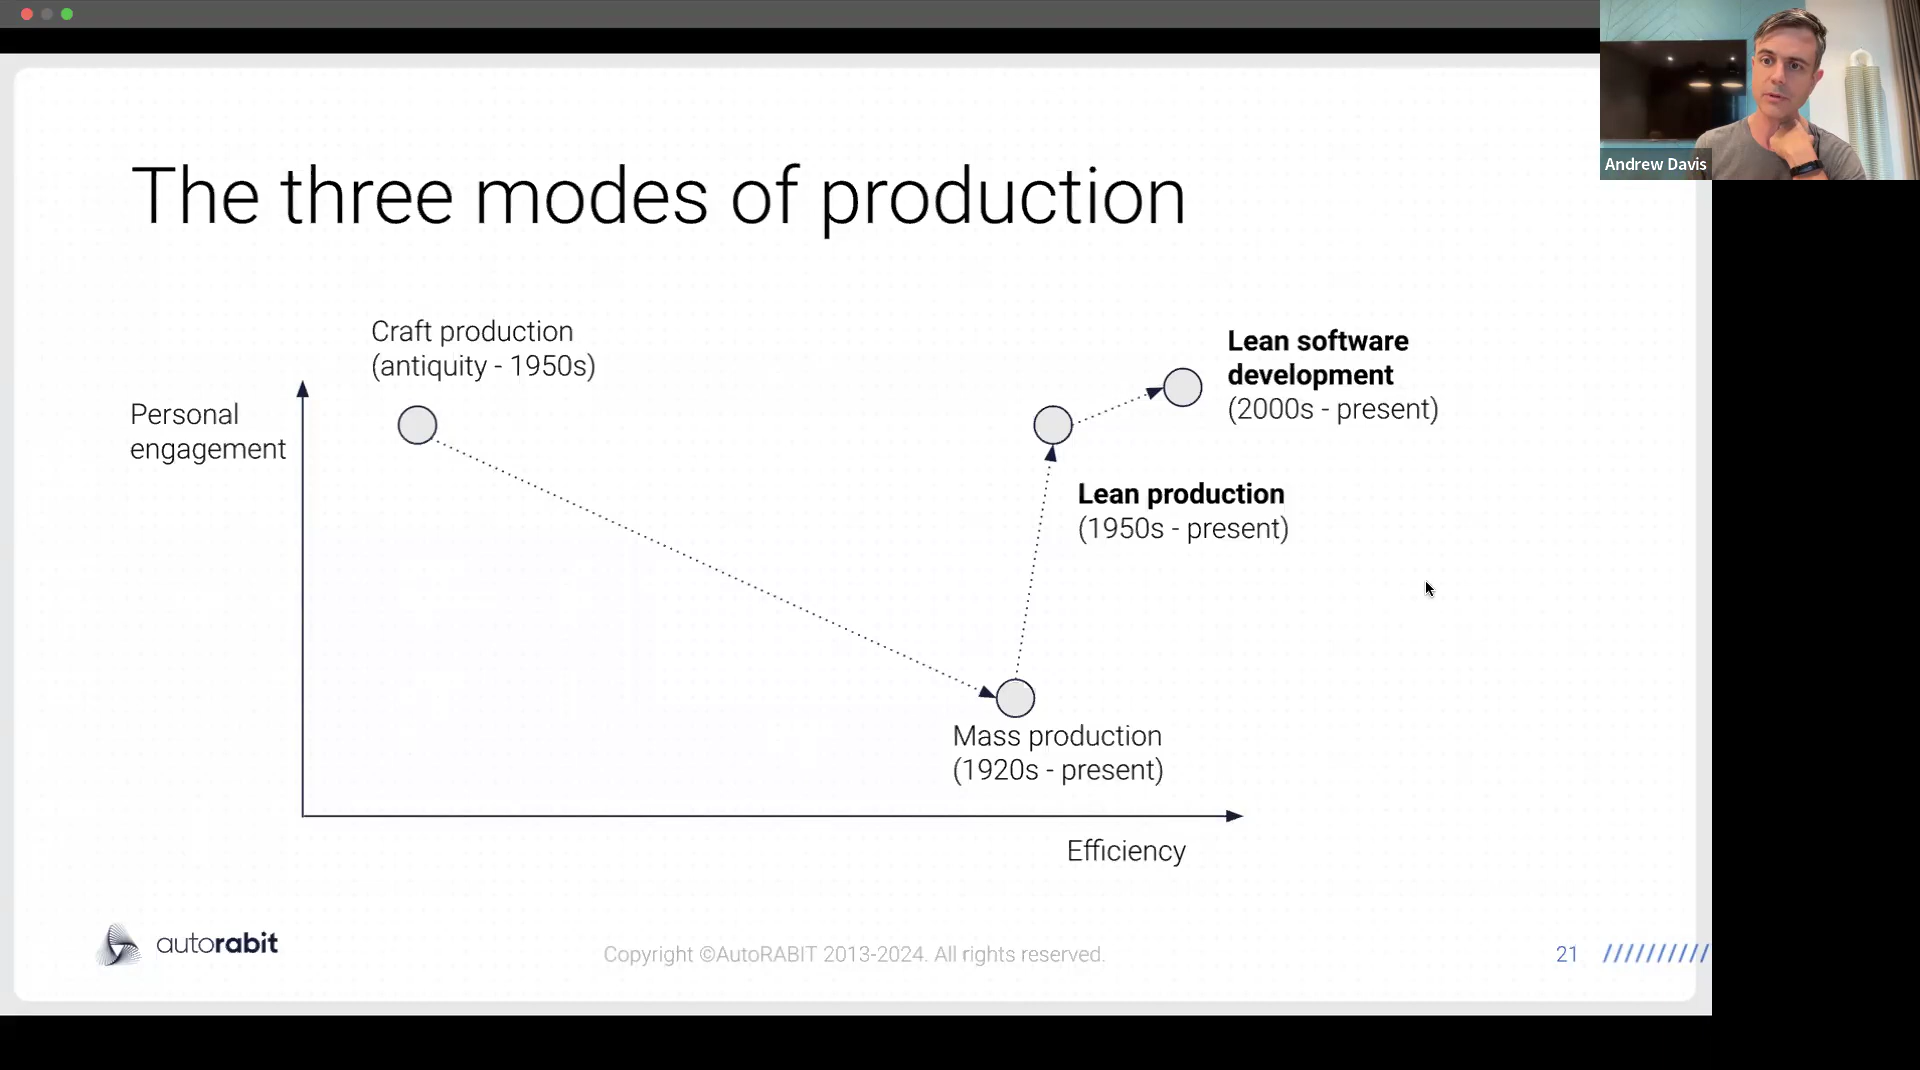 Andrew Davis
The three modes of production
Craft production
(antiquity - 1950s)
Personal
engagement
Lean software
development
(2000s - present)
Lean production
(1950s - present)
Mass production
(1920s - present)
Efficiency
autorabit
Copyright ©AutoRABIT 2013-2024. All rights reserved.
21